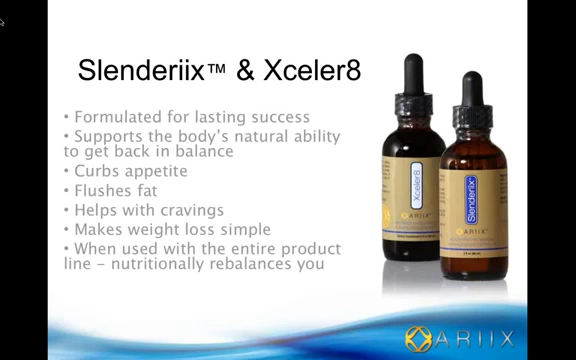 Slenderiix™ & Xceler8
• Formulated for lasting success
• Supports the body's natural ability
to get back in balance
• Curbs appetite
• Flushes fat
• Helps with cravings
• Makes weight loss simple
• When used with the entire product
line – nutritionally rebalances you
Xceler8
ARIIX
Slenderiix
ARIIX
ARIIX